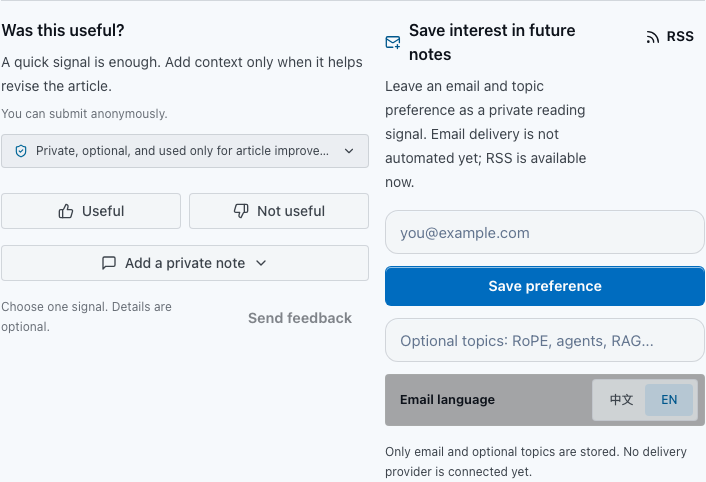 Was this useful?
A quick signal is enough. Add context only when it helps
revise the article.
You can submit anonymously.
Private, optional, and used only for article improve...
Useful
Not useful
Add a private note
Choose one signal. Details are
optional.
Send feedback
Save interest in future
notes
RSS
Leave an email and topic
preference as a private reading
signal. Email delivery is not
automated yet; RSS is available
now.
you@example.com
Save preference
Optional topics: RoPE, agents, RAG...
Email language
中文
EN
Only email and optional topics are stored. No delivery
provider is connected yet.